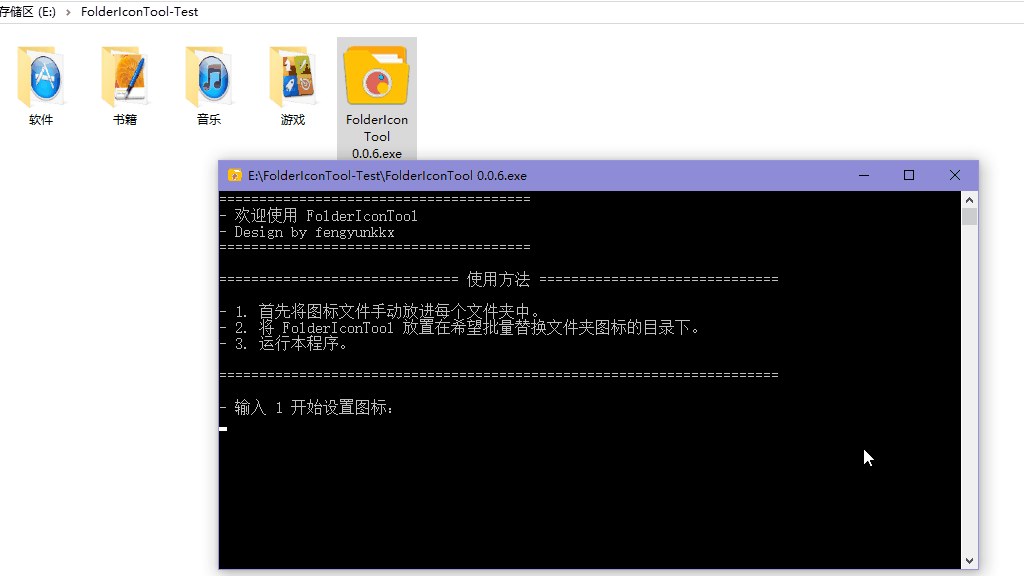 存储区 (E:) > FolderIconTool-Test
软件
书籍
音乐
游戏
FolderIcon
Tool
0.0.6.exe
E:\FolderIconTool-Test\FolderIconTool 0.0.6.exe
=======================================
- 欢迎使用 FolderIconTool
- Design by fengyunkkx
=======================================
============================== 使用方法 ==============================
- 1. 首先将图标文件手动放进每个文件夹中。
- 2. 将 FolderIconTool 放置在希望批量替换文件夹图标的目录下。
- 3. 运行本程序。
======================================================================
- 输入 1 开始设置图标: